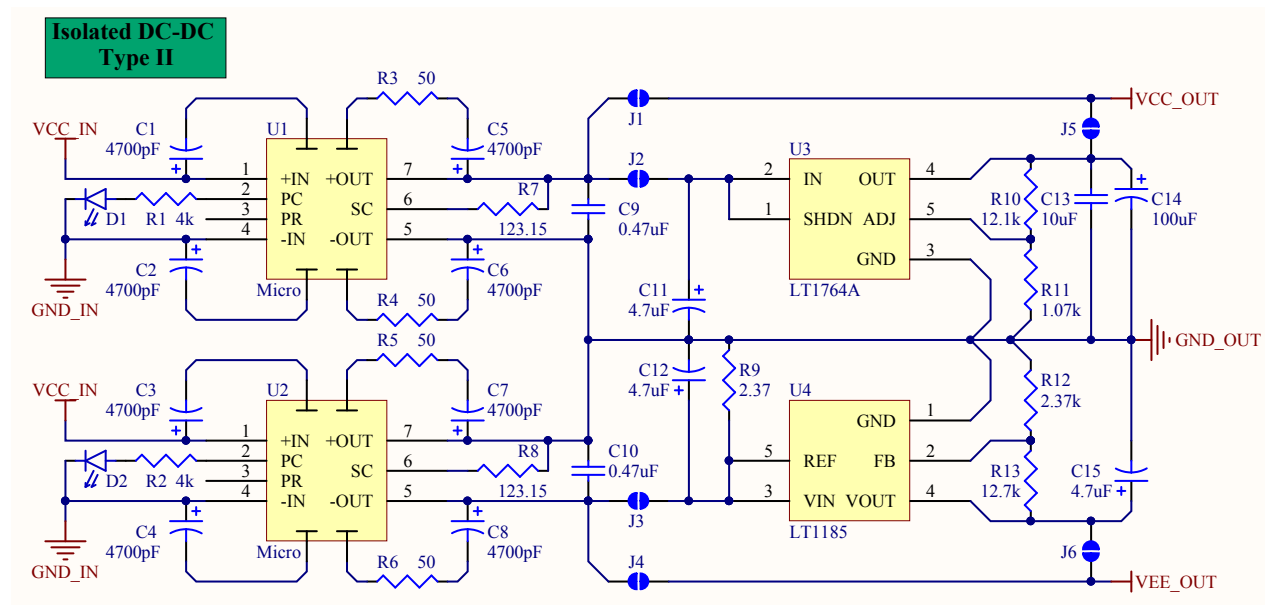 Isolated DC-DC
Type II
R3 50
VCC_IN
C1
4700pF
U1
C5
4700pF
J1
VCC_OUT
J5
1
2
3
4
+IN
PC
PR
-IN
+OUT
SC
-OUT
7
6
5
R7
123.15
D1
R1 4k
C2
4700pF
GND_IN
Micro
C6
4700pF
R4 50
J2
C9
0.47uF
U3
2
1
IN
SHDN
OUT
ADJ
GND
4
5
3
LT1764A
R10
12.1k
C13
10uF
C14
100uF
C11
4.7uF
R11
1.07k
GND_OUT
R5 50
VCC_IN
C3
4700pF
U2
C7
4700pF
1
2
3
4
+IN
PC
PR
-IN
+OUT
SC
-OUT
7
6
5
R8
123.15
D2
R2 4k
C4
4700pF
GND_IN
Micro
C8
4700pF
R6 50
C10
0.47uF
C12
4.7uF
R9
2.37
U4
5
3
REF
VIN
GND
FB
VOUT
1
2
4
LT1185
R12
2.37k
R13
12.7k
C15
4.7uF
J3
J4
J6
VEE_OUT